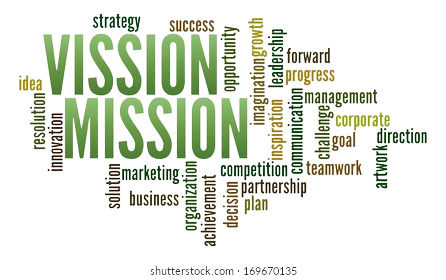 strategy
success
VISSION
MISSION
idea
resolution
innovation
opportunity
imagination
growth
leadership
forward
progress
inspiration
communication
management
challenge
corporate
goal
direction
artwork
teamwork
solution
marketing
business
organization
achievement
competition
decision
partnership
plan
shutterstock.com · 169670135